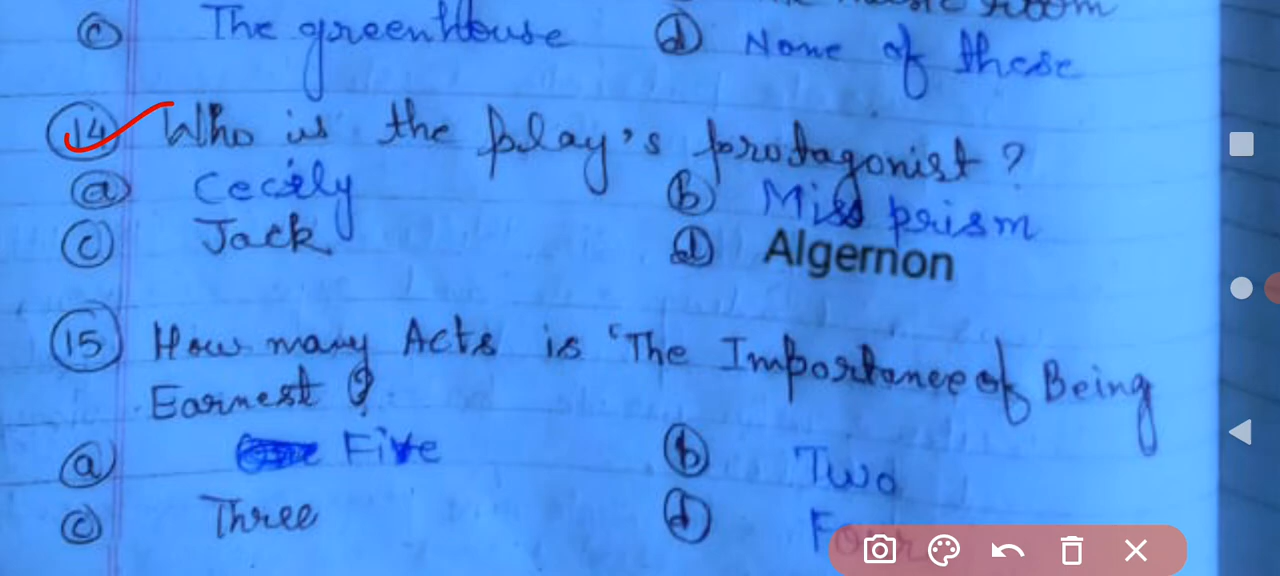 (c) The greenhouse (d) None of these
(14) Who is the play's protagonist ?
(a) Cecily (b) Miss prism
(c) Jack (d) Algernon
(15) How many Acts is 'The Importance of Being
Earnest ?
(a) Five (b) Two
(c) Three (d) Four